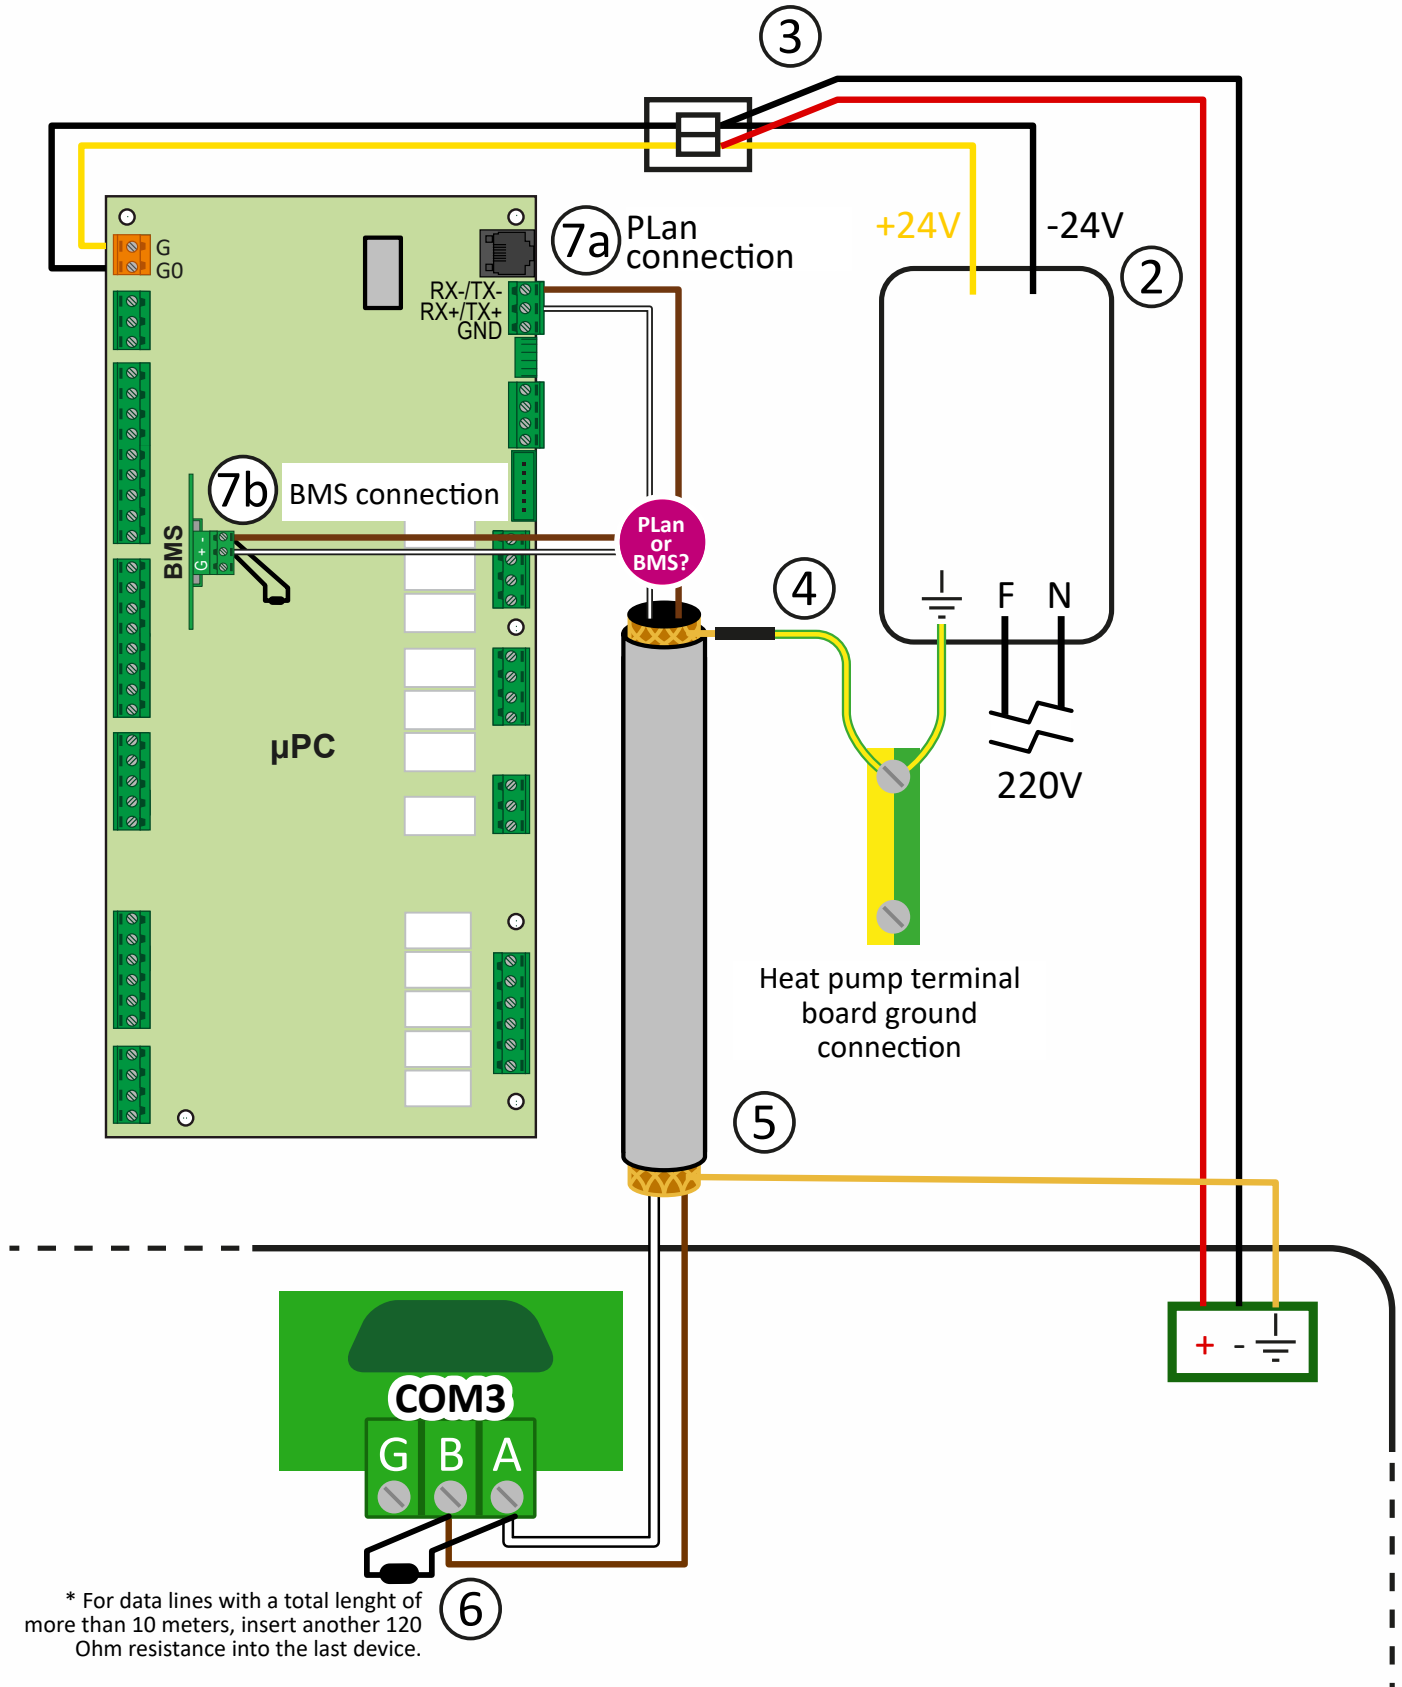 3
G
G0
7a
PLan
connection
+24V
-24V
2
RX-/TX-
RX+/TX+
GND
7b
BMS connection
BMS
G + -
PLan
or
BMS?
4
F
N
220V
µPC
Heat pump terminal
board ground
connection
5
+ -
COM3
G B A
6
* For data lines with a total lenght of
more than 10 meters, insert another 120
Ohm resistance into the last device.